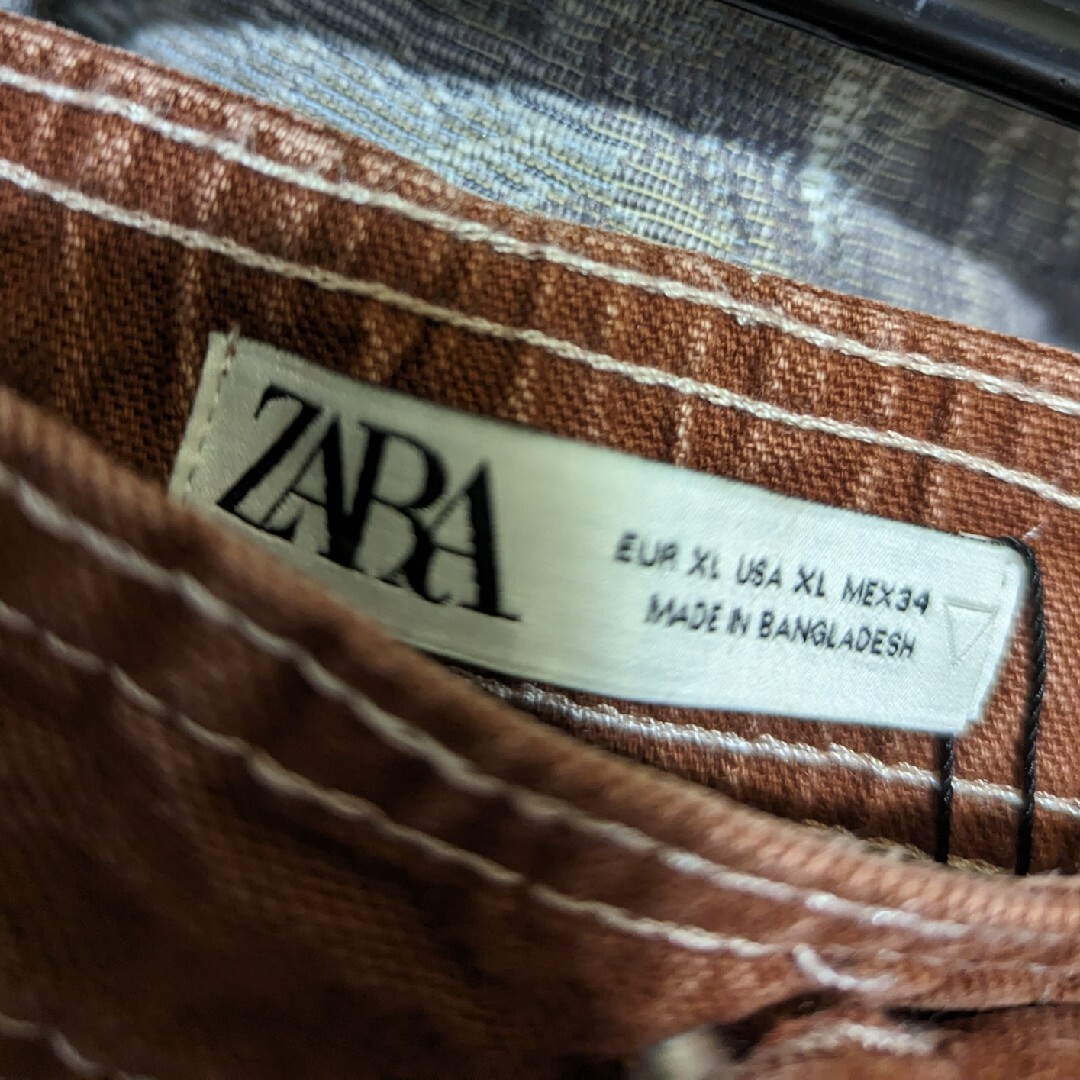 ZARA
EUR XL USA XL MEX34
MADE IN BANGLADESH